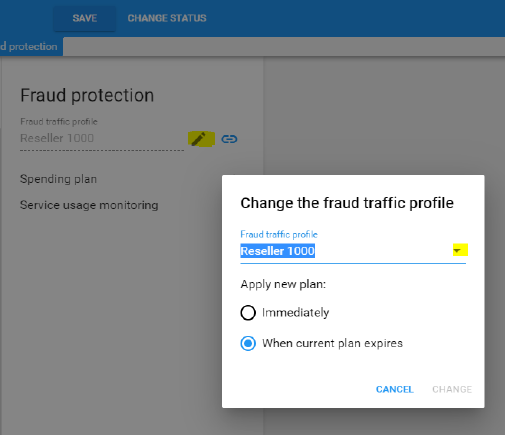 SAVE CHANGE STATUS
d protection
Fraud protection
Fraud traffic profile
Reseller 1000
Spending plan
Service usage monitoring
Change the fraud traffic profile
Fraud traffic profile
Reseller 1000
Apply new plan:
Immediately
When current plan expires
CANCEL CHANGE